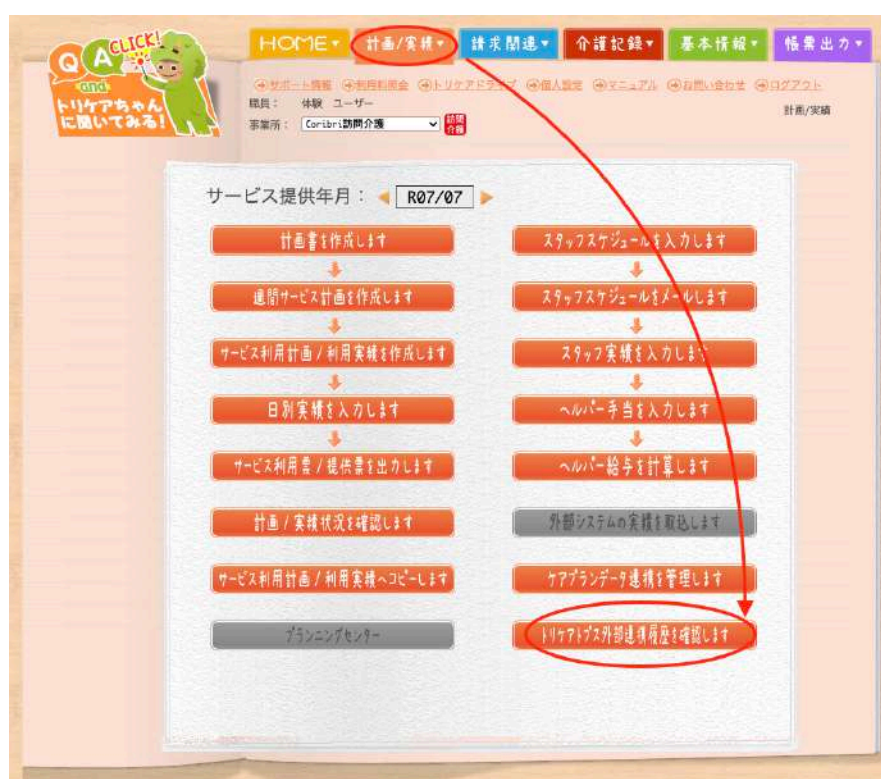 CLICK!
Q A
and
トリケアちゃん
に聞いてみる!
HOME▼
計画/実績▼
請求関連▼
介護記録▼
基本情報▼
帳票出力▼
サポート情報
利用料照会
トリケアドライブ
個人設定
マニュアル
お問い合わせ
ログアウト
職員： 体験 ユーザー
計画/実績
事業所： Coribri訪問介護
訪問
介護
サービス提供年月： R07/07
計画書を作成します
週間サービス計画を作成します
サービス利用計画 / 利用実績を作成します
日別実績を入力します
サービス利用票 / 提供票を出力します
計画 / 実績状況を確認します
サービス利用計画 / 利用実績へコピーします
プランニングセンター
スタッフスケジュールを入力します
スタッフスケジュールをメールします
スタッフ実績を入力します
ヘルパー手当を入力します
ヘルパー給与を計算します
外部システムの実績を取込します
ケアプランデータ連携を管理します
トリケアトプス外部連携履歴を確認します